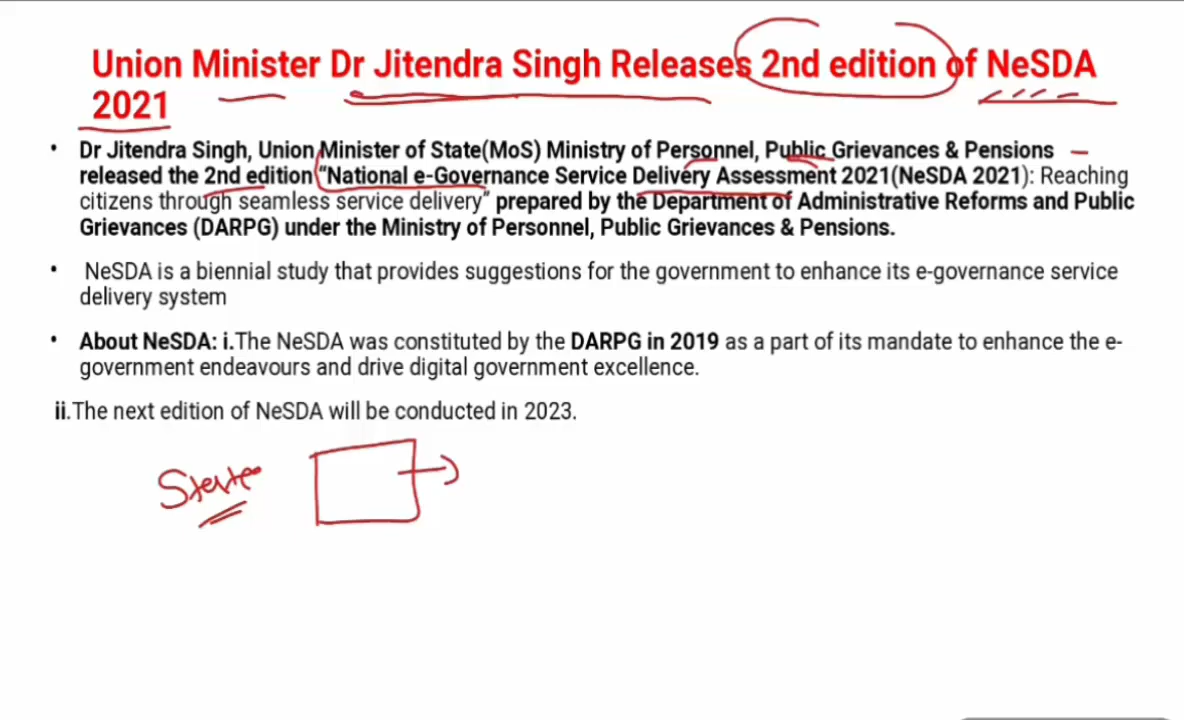 Union Minister Dr Jitendra Singh Releases 2nd edition of NeSDA
2021
• Dr Jitendra Singh, Union Minister of State(MoS) Ministry of Personnel, Public Grievances & Pensions
released the 2nd edition "National e-Governance Service Delivery Assessment 2021(NeSDA 2021): Reaching
citizens through seamless service delivery" prepared by the Department of Administrative Reforms and Public
Grievances (DARPG) under the Ministry of Personnel, Public Grievances & Pensions.
• NeSDA is a biennial study that provides suggestions for the government to enhance its e-governance service
delivery system
• About NeSDA: i.The NeSDA was constituted by the DARPG in 2019 as a part of its mandate to enhance the e-
government endeavours and drive digital government excellence.
ii.The next edition of NeSDA will be conducted in 2023.